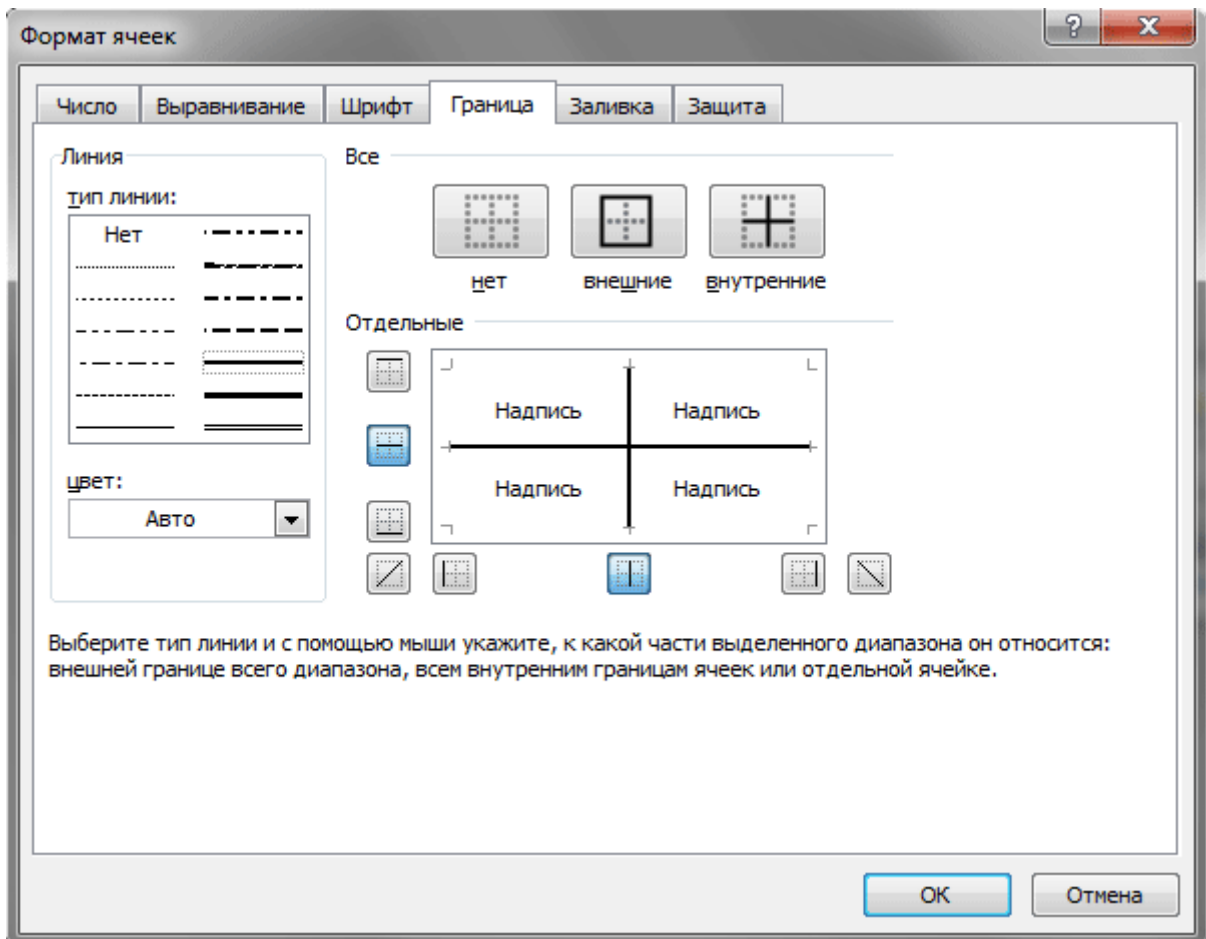 Формат ячеек
?
X
Число Выравнивание Шрифт Граница Заливка Защита
Линия
тип линии:
Нет
цвет:
Авто
Все
нет внешние внутренние
Отдельные
Надпись Надпись
Надпись Надпись
Выберите тип линии и с помощью мыши укажите, к какой части выделенного диапазона он относится:
внешней границе всего диапазона, всем внутренним границам ячеек или отдельной ячейке.
ОК Отмена